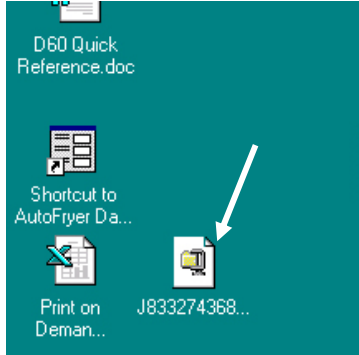 D60 Quick
Reference.doc
Shortcut to
AutoFryer Da...
Print on
Deman...
J833274368...